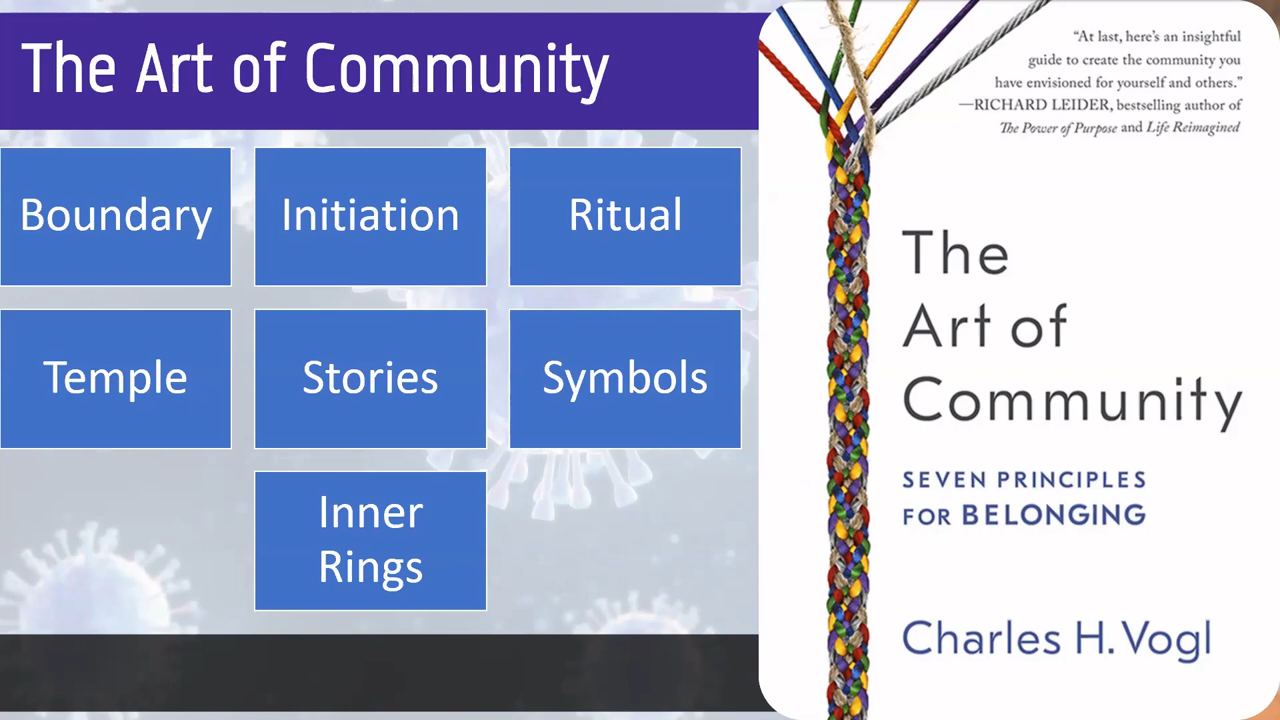 The Art of Community
Boundary
Initiation
Ritual
Temple
Stories
Symbols
Inner
Rings
“At last, here’s an insightful
guide to create the community you
have envisioned for yourself and others.”
—RICHARD LEIDER, bestselling author of
The Power of Purpose and Life Reimagined
The
Art of
Community
SEVEN PRINCIPLES
FOR BELONGING
Charles H. Vogl